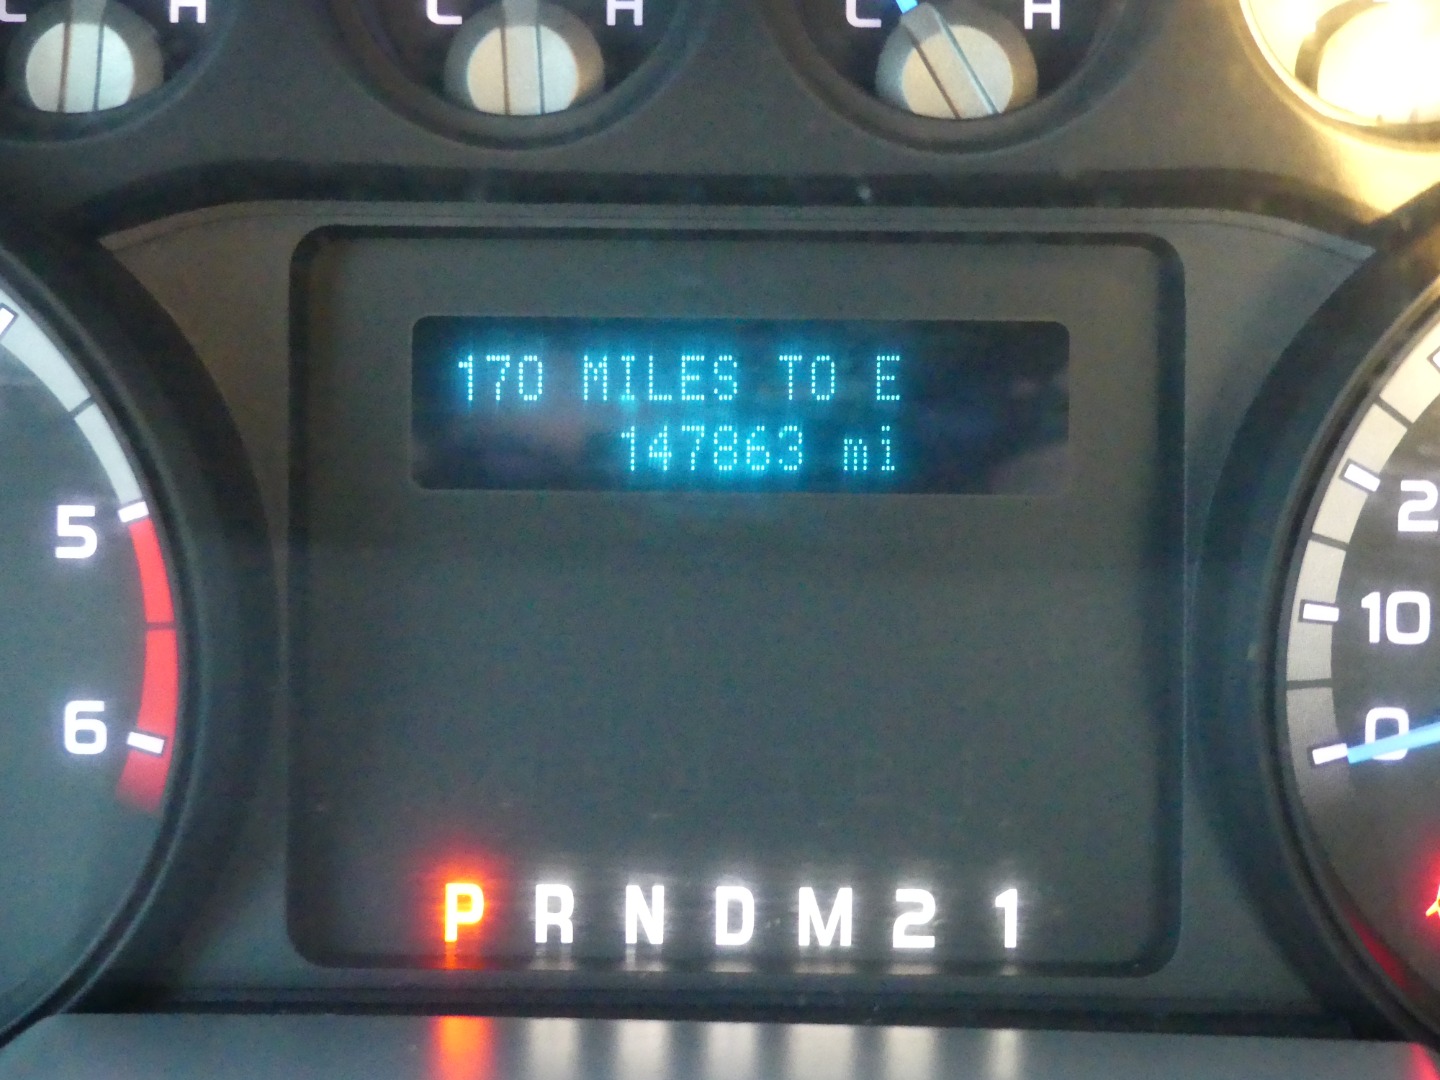 C H C H C H
170 MILES TO E
147863 mi
5
6
2
10
0
P R N D M 2 1